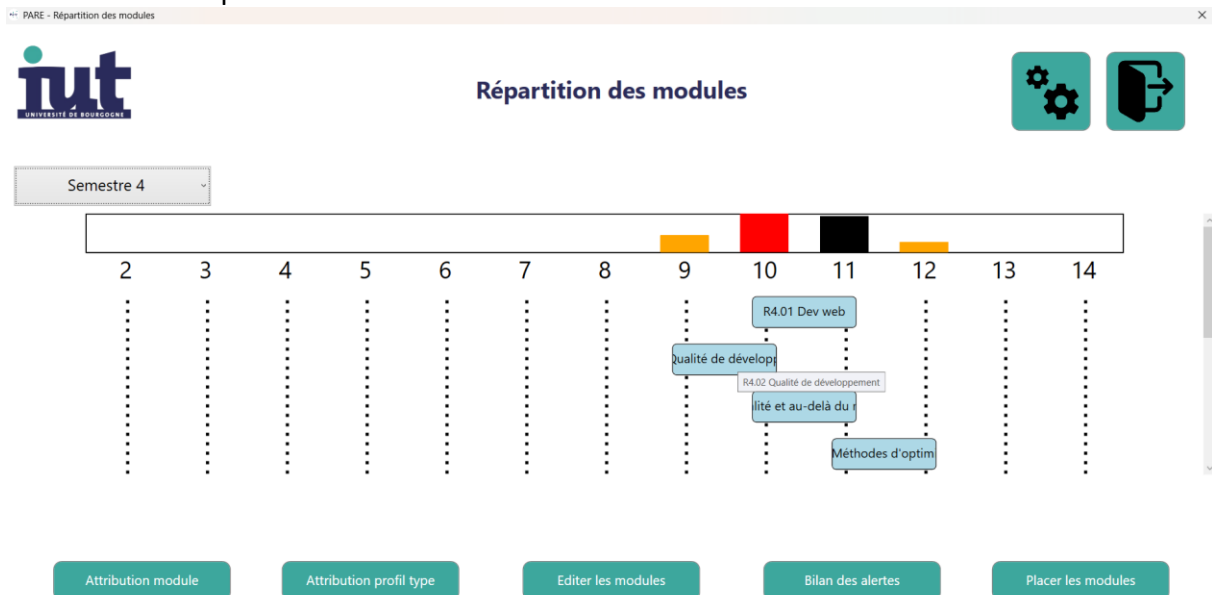 PARE - Répartition des modules
iut
UNIVERSITÉ DE BOURGOGNE
Répartition des modules
Semestre 4
2 3 4 5 6 7 8 9 10 11 12 13 14
R4.01 Dev web
Qualité de dévelop
R4.02 Qualité de développement
lité et au-delà du r
Méthodes d'optim
Attribution module
Attribution profil type
Editer les modules
Bilan des alertes
Placer les modules